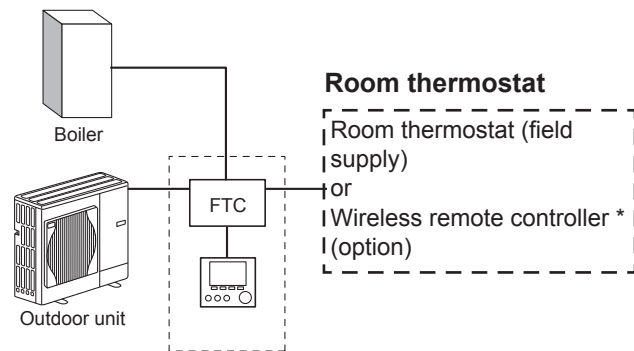 Boiler
Outdoor unit
FTC
Room thermostat
Room thermostat (field
supply)
or
Wireless remote controller *
(option)